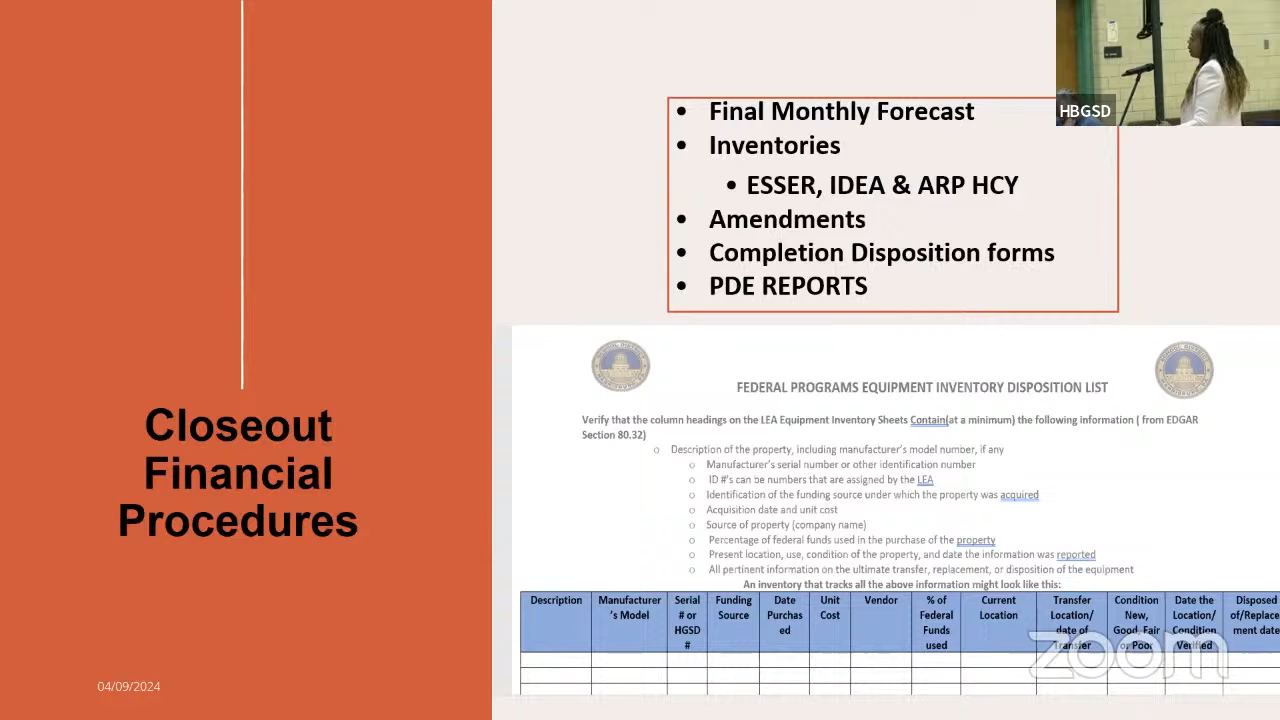 HBGSD
• Final Monthly Forecast
• Inventories
• ESSER, IDEA & ARP HCY
• Amendments
• Completion Disposition forms
• PDE REPORTS
Closeout
Financial
Procedures
04/09/2024
FEDERAL PROGRAMS EQUIPMENT INVENTORY DISPOSITION LIST
Verify that the column headings on the LEA Equipment Inventory Sheets Contain(at a minimum) the following information ( from EDGAR
Section 80.32)
o Description of the property, including manufacturer's model number, if any
o Manufacturer's serial number or other identification number
o ID #'s can be numbers that are assigned by the LEA
o Identification of the funding source under which the property was acquired
o Acquisition date and unit cost
o Source of property (company name)
o Percentage of federal funds used in the purchase of the property
o Present location, use, condition of the property, and date the information was reported
o All pertinent information on the ultimate transfer, replacement, or disposition of the equipment
An inventory that tracks all the above information might look like this:
Description Manufacturer Serial Funding Date Unit Vendor % of Current Transfer Condition Date the Disposed
's Model # or Source Purchas Cost Federal Location Location/ New, Location/ of/Replace
HGSD ed Funds date of Good, Fair Condition ment date
# used Transfer or Poor Verified
zoom